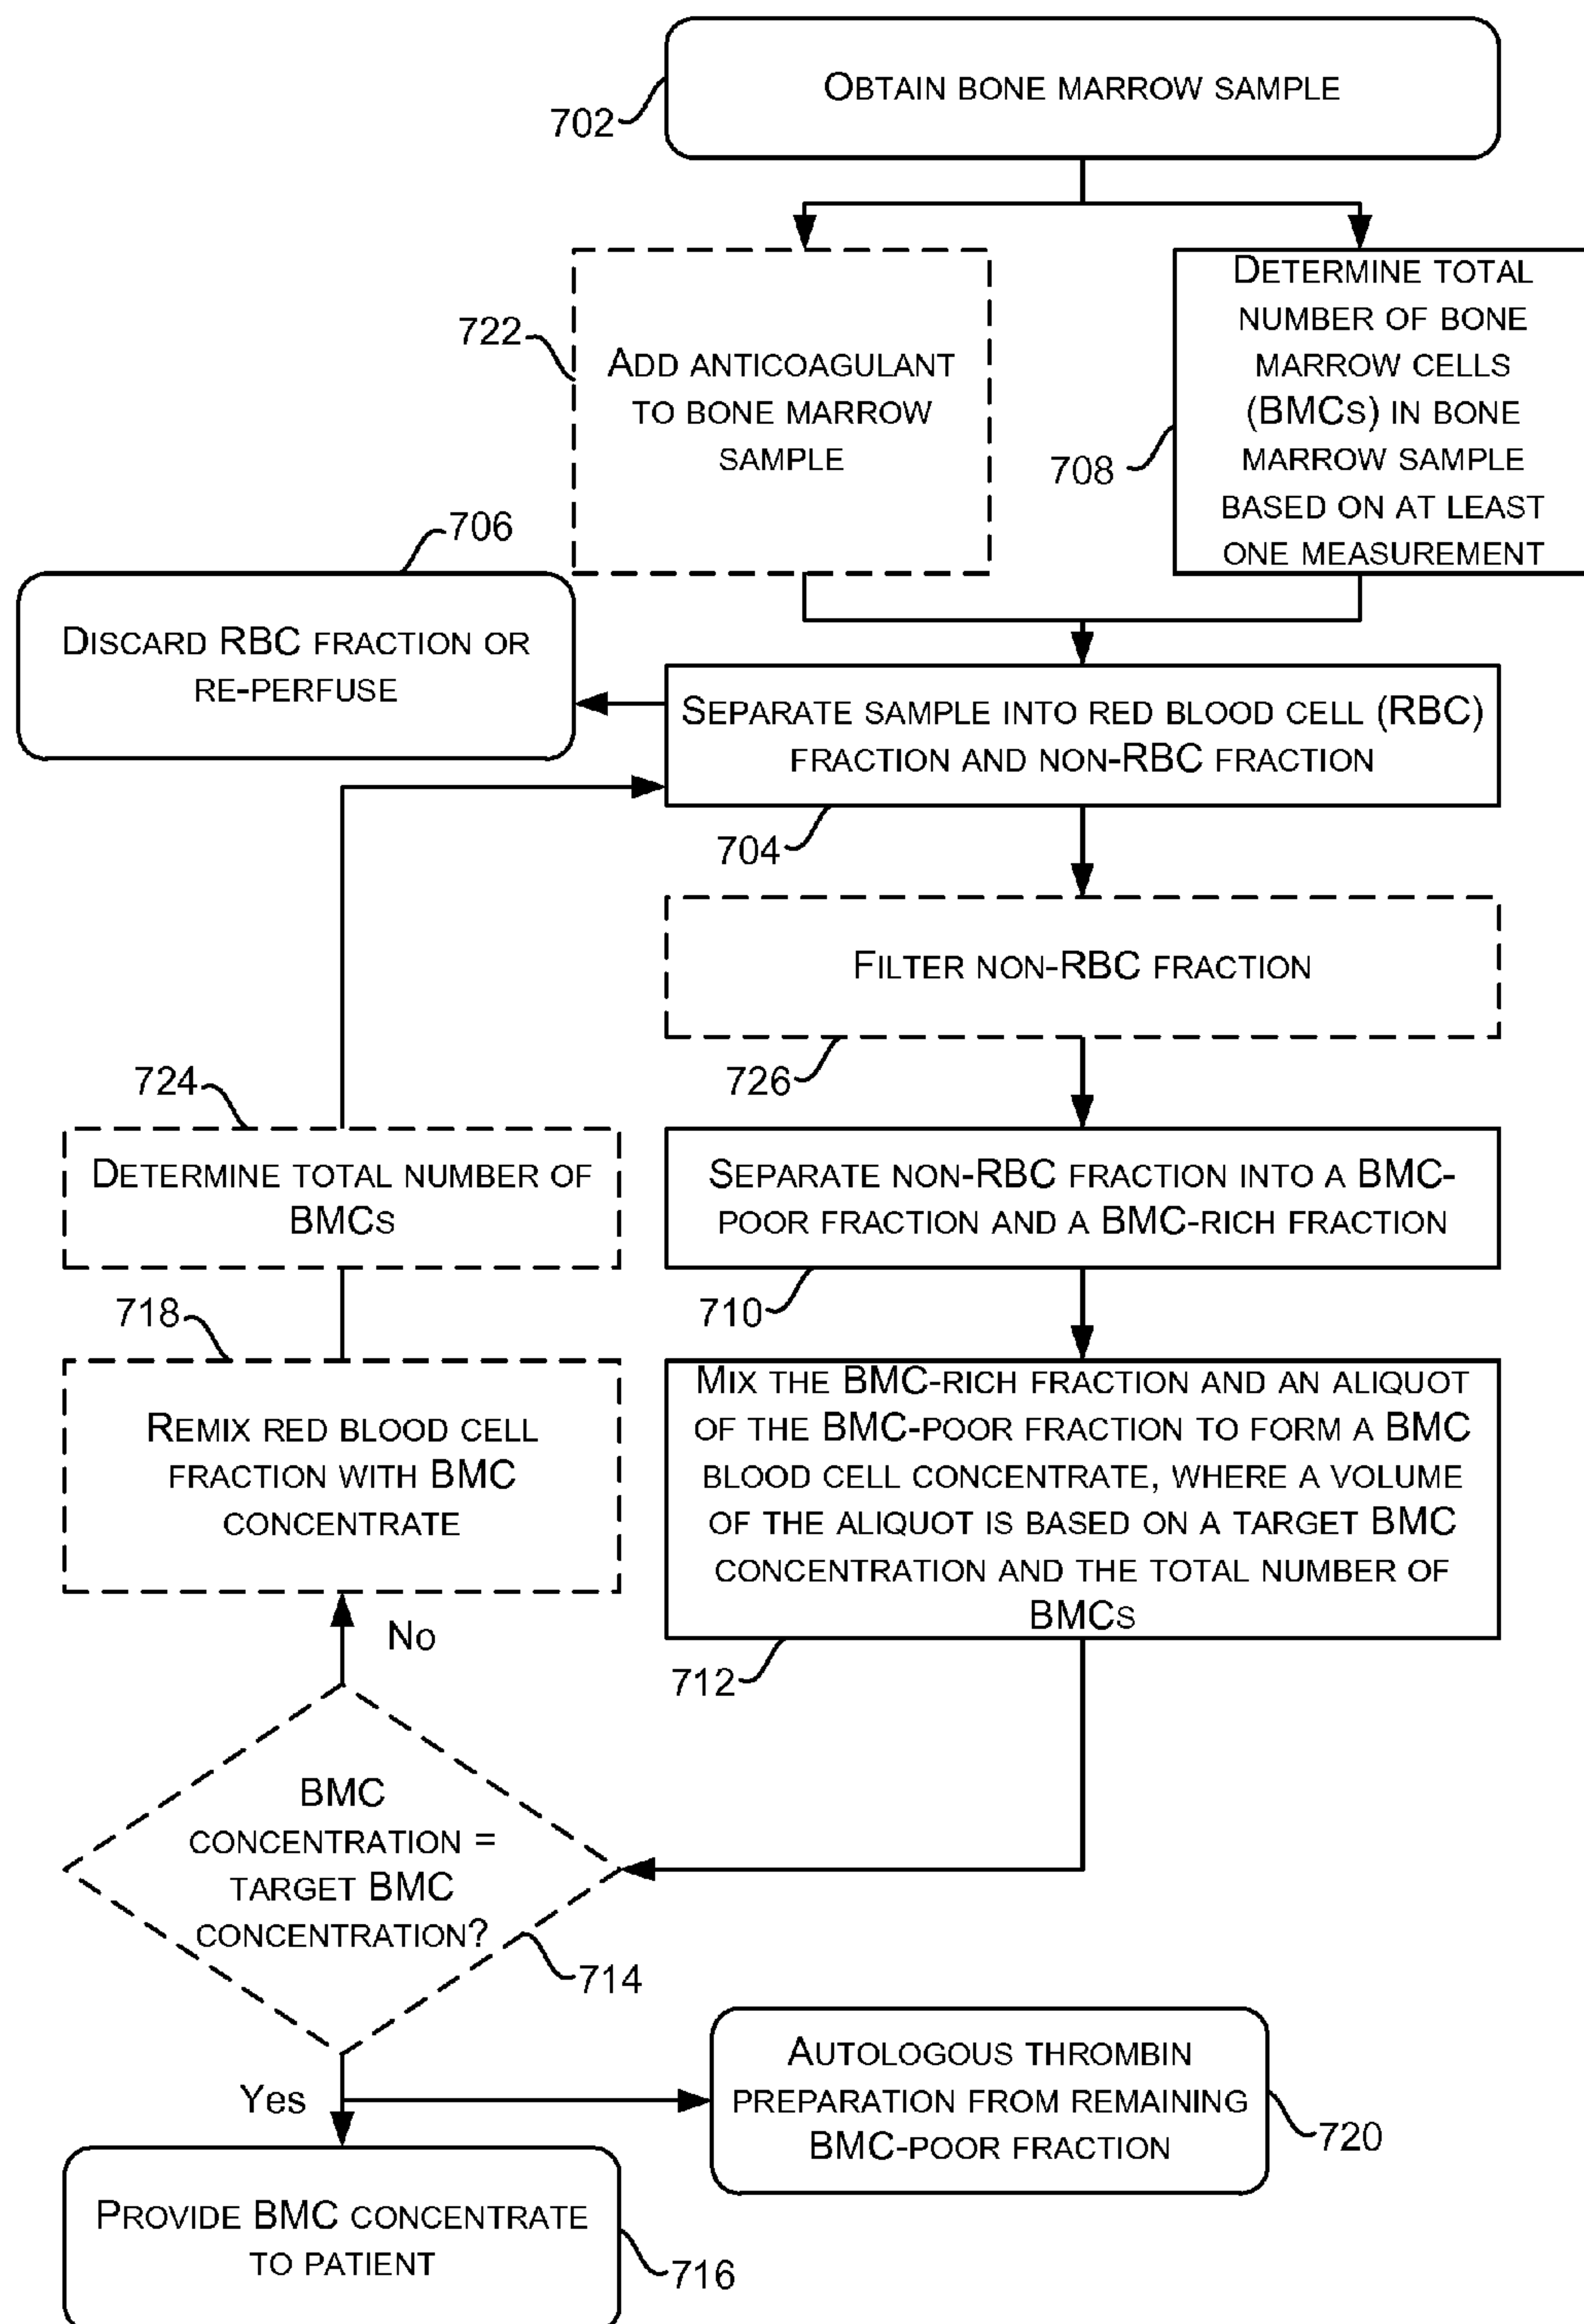 OBTAIN BONE MARROW SAMPLE
702
722
ADD ANTICOAGULANT
TO BONE MARROW
SAMPLE
DETERMINE TOTAL
NUMBER OF BONE
MARROW CELLS
(BMCS) IN BONE
MARROW SAMPLE
BASED ON AT LEAST
ONE MEASUREMENT
708
706
DISCARD RBC FRACTION OR
RE-PERFUSE
SEPARATE SAMPLE INTO RED BLOOD CELL (RBC)
FRACTION AND NON-RBC FRACTION
704
FILTER NON-RBC FRACTION
726
724
DETERMINE TOTAL NUMBER OF
BMCS
SEPARATE NON-RBC FRACTION INTO A BMC-
POOR FRACTION AND A BMC-RICH FRACTION
710
718
REMIX RED BLOOD CELL
FRACTION WITH BMC
CONCENTRATE
MIX THE BMC-RICH FRACTION AND AN ALIQUOT
OF THE BMC-POOR FRACTION TO FORM A BMC
BLOOD CELL CONCENTRATE, WHERE A VOLUME
OF THE ALIQUOT IS BASED ON A TARGET BMC
CONCENTRATION AND THE TOTAL NUMBER OF
BMCS
712
No
BMC
CONCENTRATION =
TARGET BMC
CONCENTRATION?
714
Yes
AUTOLOGOUS THROMBIN
PREPARATION FROM REMAINING
BMC-POOR FRACTION
720
PROVIDE BMC CONCENTRATE
TO PATIENT
716